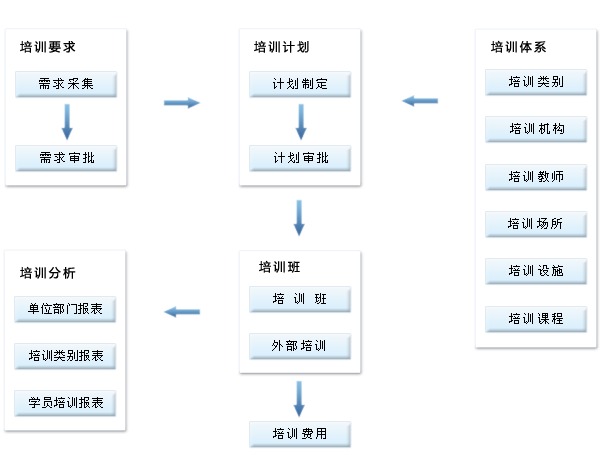 培训要求
需求采集
需求审批
培训计划
计划制定
计划审批
培训体系
培训类别
培训机构
培训教师
培训场所
培训设施
培训课程
培训分析
单位部门报表
培训类别报表
学员培训报表
培训班
培 训 班
外部培训
培训费用